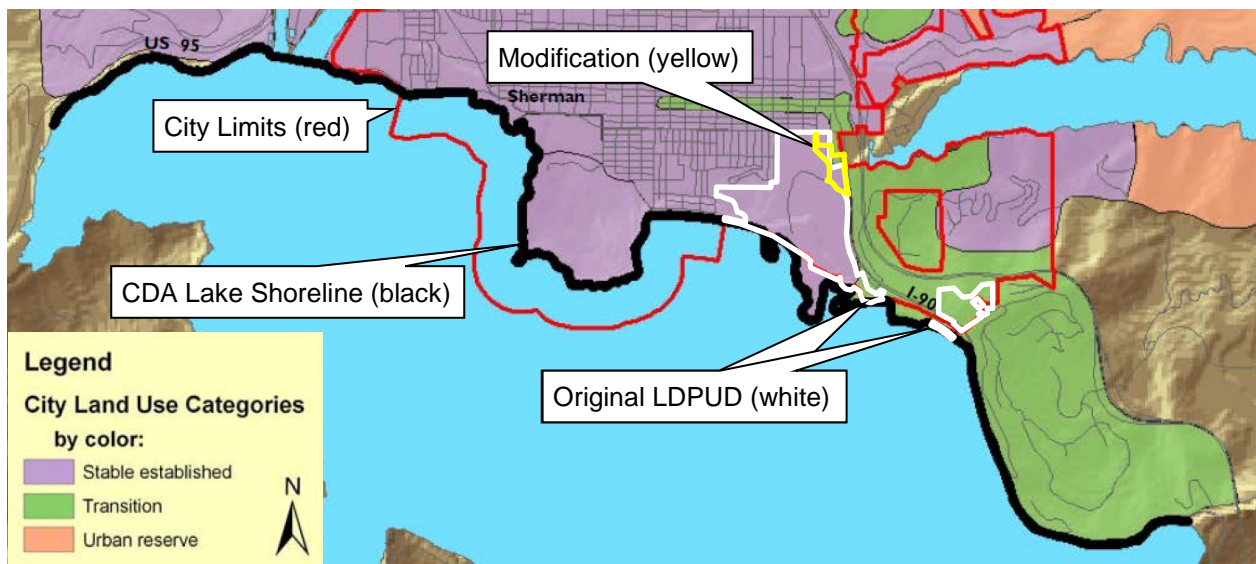 US 95
Modification (yellow)
Sherman
City Limits (red)
CDA Lake Shoreline (black)
I-90
Original LDPUD (white)
Legend
City Land Use Categories
by color:
Stable established
Transition
Urban reserve
N